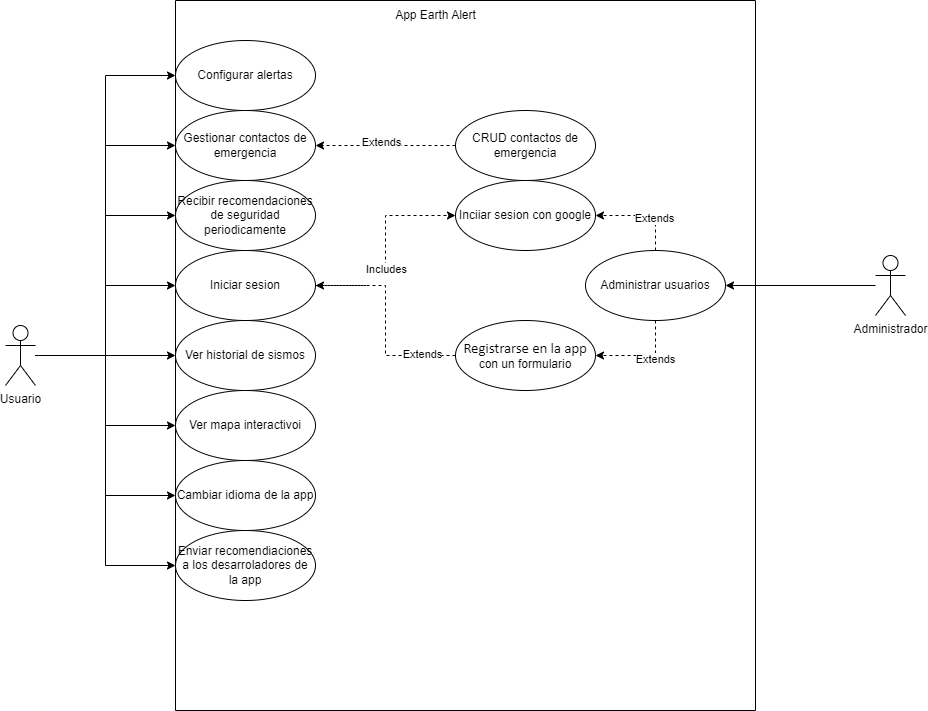 App Earth Alert
Configurar alertas
Gestionar contactos de
emergencia
Extends
CRUD contactos de
emergencia
Recibir recomendaciones
de seguridad
periodicamente
Inciiar sesion con google
Extends
Includes
Iniciar sesion
Administrar usuarios
Administrador
Usuario
Ver historial de sismos
Extends
Registrarse en la app
con un formulario
Extends
Ver mapa interactivoi
Cambiar idioma de la app
Enviar recomendiaciones
a los desarroladores de
la app